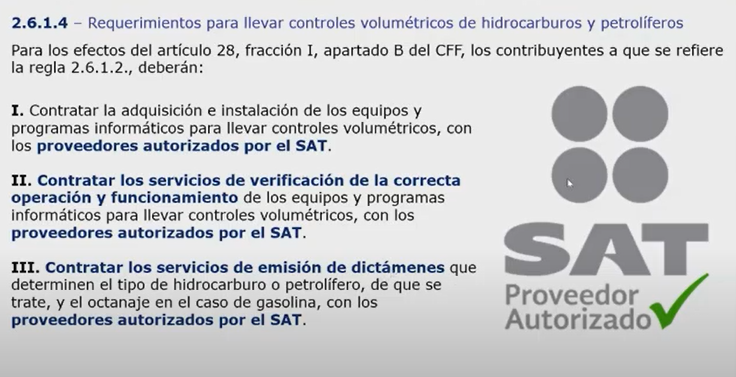 2.6.1.4 – Requerimientos para llevar controles volumétricos de hidrocarburos y petrolíferos
Para los efectos del artículo 28, fracción I, apartado B del CFF, los contribuyentes a que se refiere
la regla 2.6.1.2., deberán:
I. Contratar la adquisición e instalación de los equipos y
programas informáticos para llevar controles volumétricos, con
los proveedores autorizados por el SAT.
II. Contratar los servicios de verificación de la correcta
operación y funcionamiento de los equipos y programas
informáticos para llevar controles volumétricos, con los
proveedores autorizados por el SAT.
III. Contratar los servicios de emisión de dictámenes que
determinen el tipo de hidrocarburo o petrolífero, de que se
trate, y el octanaje en el caso de gasolina, con los
proveedores autorizados por el SAT.
SAT
Proveedor
Autorizado